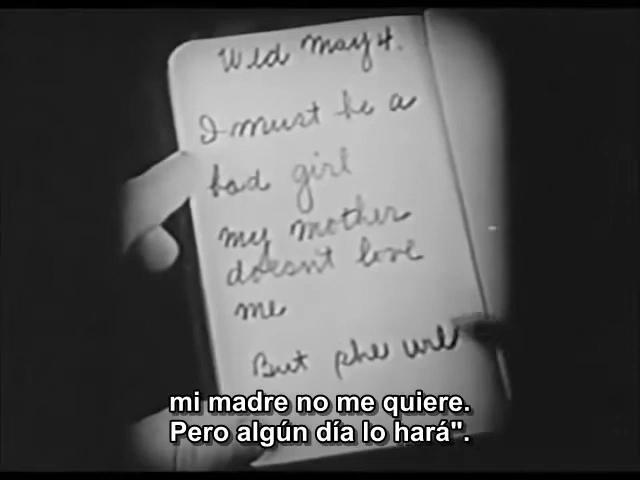 Wed May 4.
I must be a
bad girl
my mother
doesnt love
me
But she
mi madre no me quiere.
Pero algún día lo hará".